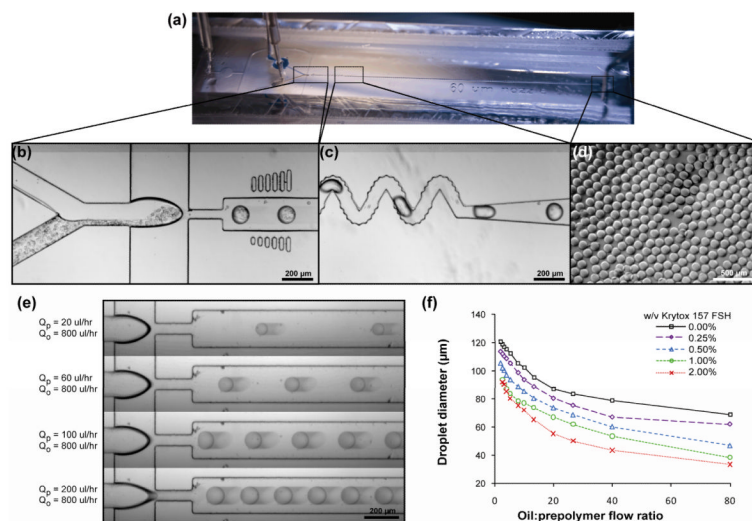 (a)
60 um nozzle
(b)
200 µm
(c)
200 µm
(d)
500 µm
(e)
Qp = 20 ul/hr
Qo = 800 ul/hr
Qp = 60 ul/hr
Qo = 800 ul/hr
Qp = 100 ul/hr
Qo = 800 ul/hr
Qp = 200 ul/hr
Qo = 800 ul/hr
200 µm
(f)
w/v Krytox 157 FSH
0.00%
0.25%
0.50%
1.00%
2.00%
Droplet diameter (µm)
140
120
100
80
60
40
20
0
20
40
60
80
Oil:prepolymer flow ratio